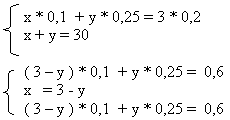 x * 0,1 + y * 0,25 = 3 * 0,2
x + y = 30
( 3 – y ) * 0,1 + y * 0,25 = 0,6
x = 3 - y
( 3 – y ) * 0,1 + y * 0,25 = 0,6